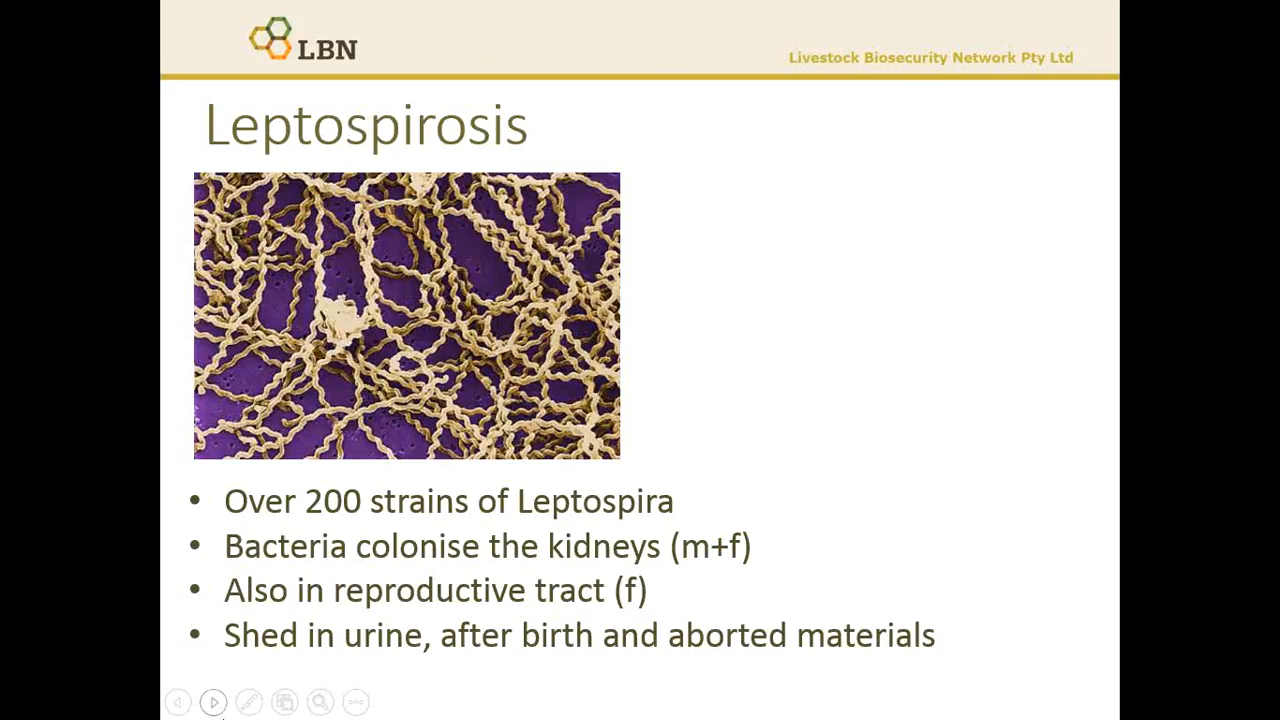 LBN
Livestock Biosecurity Network Pty Ltd
Leptospirosis
• Over 200 strains of Leptospira
• Bacteria colonise the kidneys (m+f)
• Also in reproductive tract (f)
• Shed in urine, after birth and aborted materials